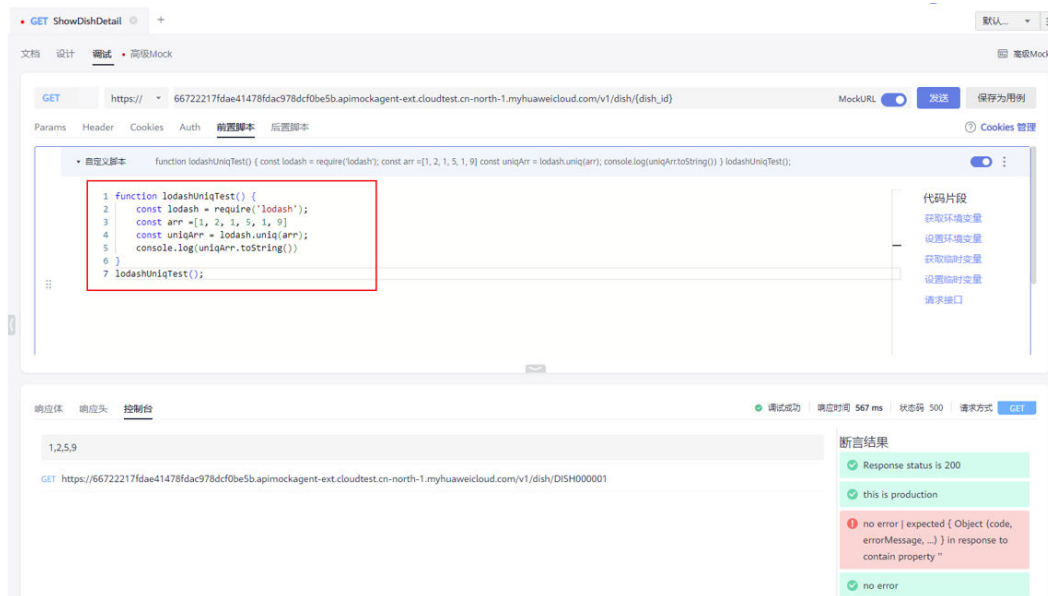 GET ShowDishDetail +
默认...
文档 设计 调试 高级Mock
高级Mock
GET https:// 66722217fdae41478fdac978dcf0be5b.apimockagent-ext.cloudtest.cn-north-1.myhuaweicloud.com/v1/dish/{dish_id} MockURL 发送 保存为用例
Params Header Cookies Auth 前置脚本 后置脚本 Cookies 管理
自定义脚本 function lodashUniqTest() { const lodash = require('lodash'); const arr =[1, 2, 1, 5, 1, 9] const uniqArr = lodash.uniq(arr); console.log(uniqArr.toString()) } lodashUniqTest();
1 function lodashUniqTest() {
2 const lodash = require('lodash');
3 const arr =[1, 2, 1, 5, 1, 9]
4 const uniqArr = lodash.uniq(arr);
5 console.log(uniqArr.toString())
6 }
7 lodashUniqTest();
代码片段
获取环境变量
设置环境变量
获取临时变量
设置临时变量
请求接口
响应体 响应头 控制台 调试成功 响应时间 567 ms 状态码 500 请求方式 GET
1,2,5,9
GET https://66722217fdae41478fdac978dcf0be5b.apimockagent-ext.cloudtest.cn-north-1.myhuaweicloud.com/v1/dish/DISH000001
断言结果
Response status is 200
this is production
no error | expected { Object (code,
errorMessage, ...) } in response to
contain property ''
no error